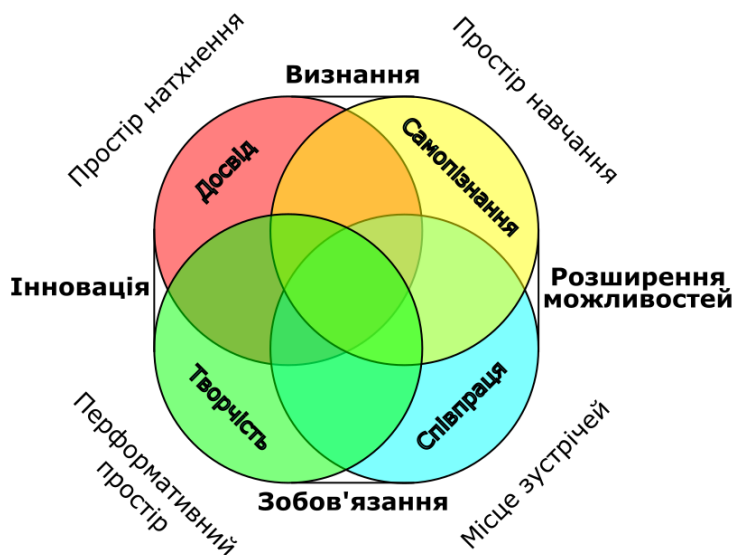 Простір натхнення
Визнання
Простір навчання
Досвід
Самопізнання
Інновація
Розширення
можливостей
Творчість
Співпраця
Перформативний
простір
Зобов'язання
Місце зустрічей